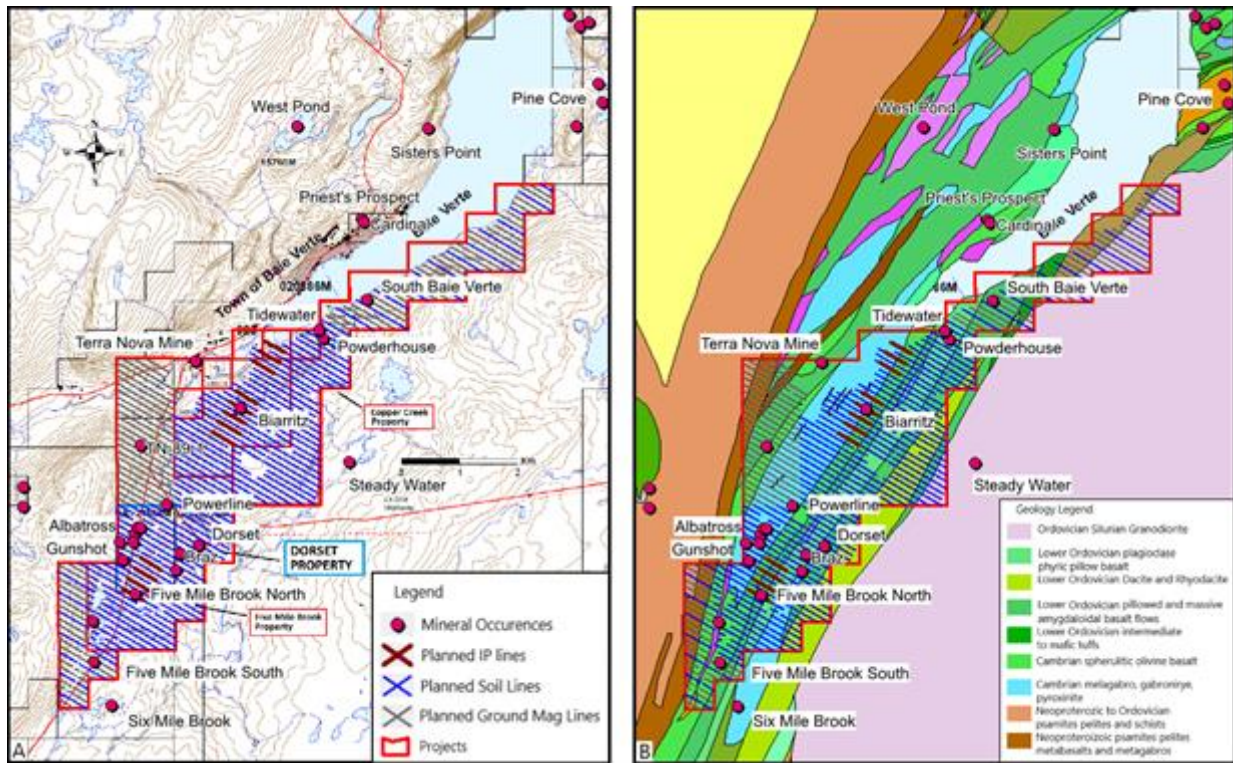 West Pond
Pine Cove
Sisters Point
Priest's Prospect
Cardinal
Baie Verte
Town of Baie Verte
South Baie Verte
Tidewater
Powderhouse
Terra Nova Mine
Copper Creek
Property
Biarritz
Steady Water
Powerline
Albatross
Dorset
Gunshot
Braz
DORSET
PROPERTY
Five Mile Brook North
Five Mile Brook
Property
Five Mile Brook South
Six Mile Brook
Legend
Mineral Occurences
Planned IP lines
Planned Soil Lines
Planned Ground Mag Lines
Projects
A
West Pond
Pine Cove
Sisters Point
Priest's Prospect
Cardinal
Baie Verte
South Baie Verte
Tidewater
Powderhouse
Terra Nova Mine
Biarritz
Steady Water
Powerline
Albatross
Dorset
Gunshot
Braz
Five Mile Brook North
Five Mile Brook South
Six Mile Brook
Geology Legend
Ordovician Silurian Granodiorite
Lower Ordovician plagioclase
phyric pillow basalt
Lower Ordovician Dacite and Rhyodacite
Lower Ordovician pillowed and massive
amygdaloidal basalt flows
Lower Ordovician intermediate
to mafic tuffs
Cambrian spherulitic olivine basalt
Cambrian melagabro, gabronirye,
pyroxinite
Neoproterozic to Ordovician
psamites pelites and schists
Neoproteroizoic psamites pelites
metabasalts and metagabros
B